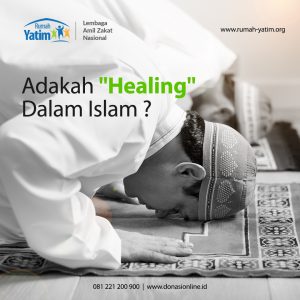 Rumah
Yatim
Lembaga
Amil Zakat
Nasional
www.rumah-yatim.org
Adakah "Healing"
Dalam Islam ?
081 221 200 900 | www.donasionline.id